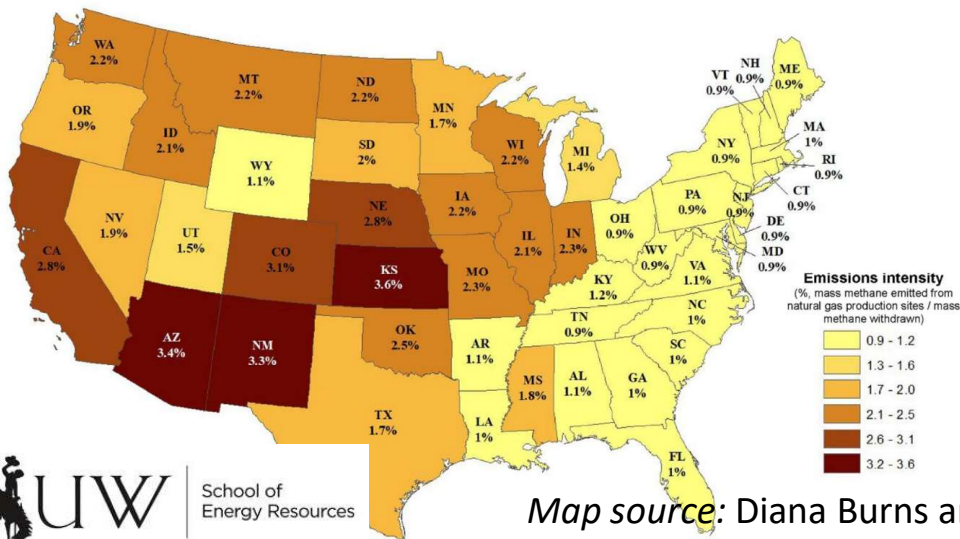 WA
2.2%
MT
2.2%
ND
2.2%
MN
1.7%
OR
1.9%
ID
2.1%
WY
1.1%
SD
2%
WI
2.2%
MI
1.4%
NH
0.9%
VT
0.9%
ME
0.9%
NY
0.9%
MA
1%
RI
0.9%
CT
0.9%
NV
1.9%
UT
1.5%
CO
3.1%
NE
2.8%
IA
2.2%
IL
2.1%
IN
2.3%
OH
0.9%
PA
0.9%
NJ
0.9%
DE
0.9%
MD
0.9%
CA
2.8%
KS
3.6%
MO
2.3%
KY
1.2%
WV
0.9%
VA
1.1%
AZ
3.4%
NM
3.3%
OK
2.5%
AR
1.1%
TN
0.9%
NC
1%
SC
1%
TX
1.7%
LA
1%
MS
1.8%
AL
1.1%
GA
1%
FL
1%
Emissions intensity
(%, mass methane emitted from
natural gas production sites / mass
methane withdrawn)
0.9 - 1.2
1.3 - 1.6
1.7 - 2.0
2.1 - 2.5
2.6 - 3.1
3.2 - 3.6
UW
School of
Energy Resources
Map source: Diana Burns a